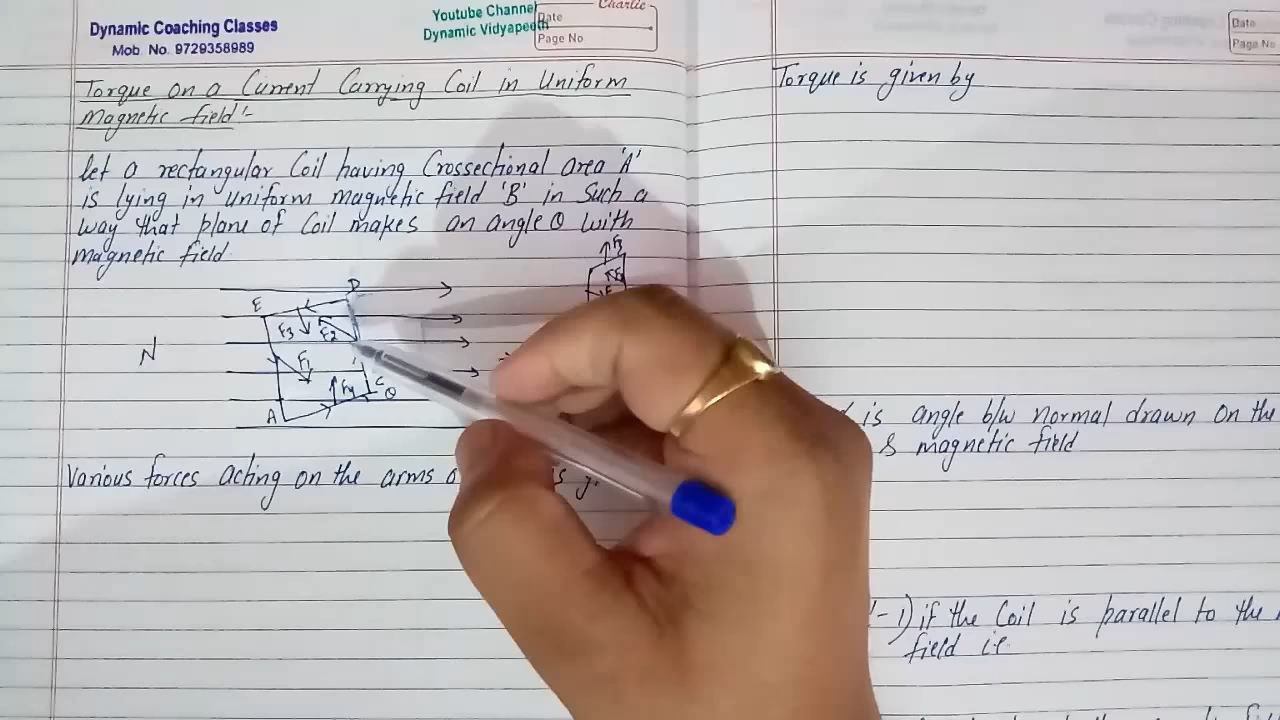 Dynamic Coaching Classes
Mob. No. 9729358989
Youtube Channel
Dynamic Vidyapeeth
Charlie
Date
Page No
Torque on a Current Carrying Coil in Uniform
Magnetic field :-
let a rectangular Coil having Crossectional area 'A'
is lying in uniform magnetic field 'B' in such a
way that plane of Coil makes an angle θ with
magnetic field.
F3
D
E
F3
F2
N
F1
F4
C
θ
A
Various forces acting on the arms
Date
Page No
Torque is given by
is angle b/w normal drawn on the
& magnetic field
1) if the Coil is parallel to the
field i.e